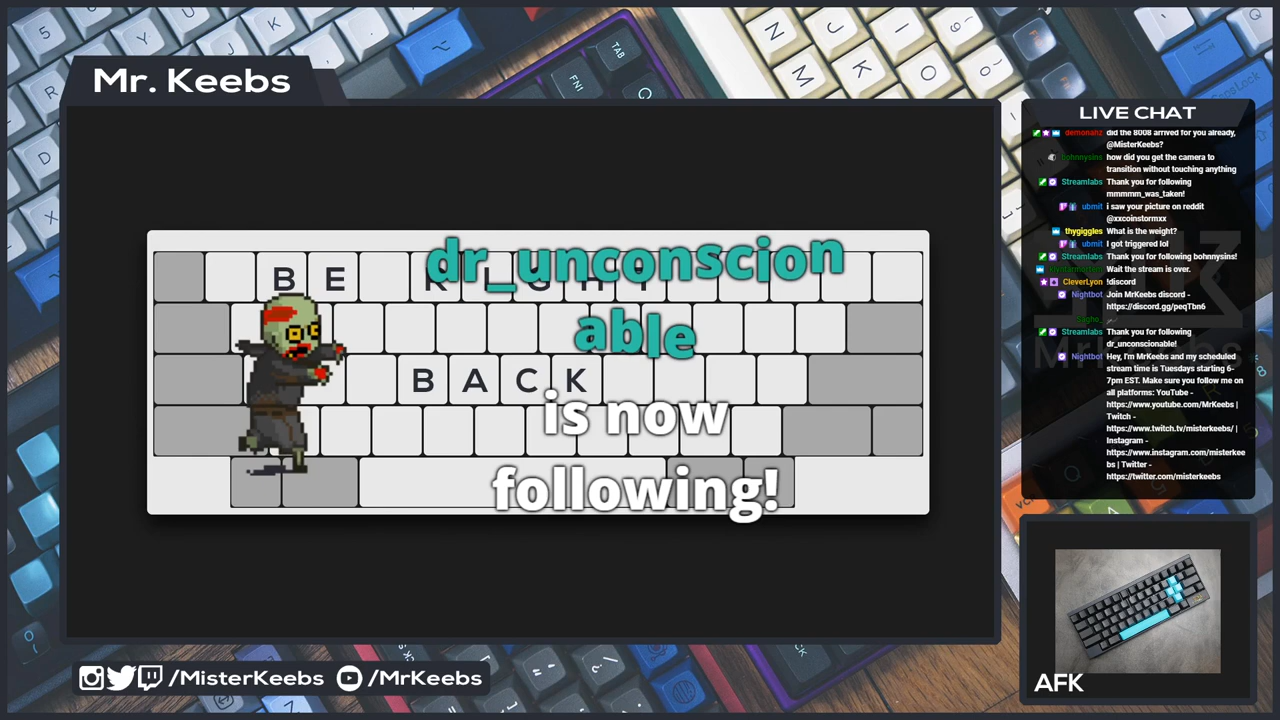 Mr. Keebs
BE RIGHT
BACK
dr_unconscion
able
is now
following!
LIVE CHAT
demonahz did the 8008 arrived for you already,
@MisterKeebs?
bohnnysins how did you get the camera to
transition without touching anything
Streamlabs Thank you for following
mmmmm_was_taken!
ubmit i saw your picture on reddit
@xxcoinstormxx
thygiggles What is the weight?
ubmit I got triggered lol
Streamlabs Thank you for following bohnnysins!
Wait the stream is over.
CleverLyon !discord
Nightbot Join MrKeebs discord -
https://discord.gg/peqTbn6
Streamlabs Thank you for following
dr_unconscionable!
Nightbot Hey, I'm MrKeebs and my scheduled
stream time is Tuesdays starting 6-
7pm EST. Make sure you follow me on
all platforms: YouTube -
https://www.youtube.com/MrKeebs |
Twitch -
https://www.twitch.tv/misterkeebs/ |
Instagram -
https://www.instagram.com/misterkee
bs | Twitter -
https://twitter.com/misterkeebs
AFK
/MisterKeebs /MrKeebs